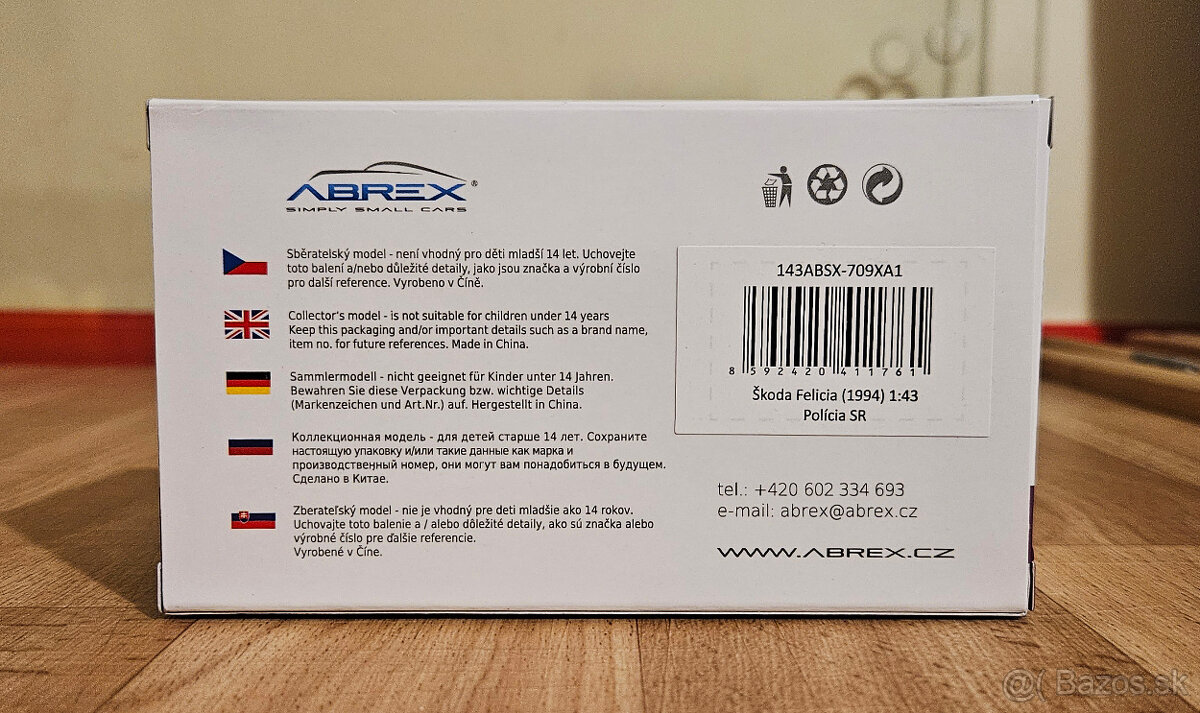 ABREX®
SIMPLY SMALL CARS
Sběratelský model - není vhodný pro děti mladší 14 let. Uchovejte
toto balení a/nebo důležité detaily, jako jsou značka a výrobní číslo
pro další reference. Vyrobeno v Číně.
Collector's model - is not suitable for children under 14 years
Keep this packaging and/or important details such as a brand name,
item no. for future references. Made in China.
Sammlermodell - nicht geeignet für Kinder unter 14 Jahren.
Bewahren Sie diese Verpackung bzw. wichtige Details
(Markenzeichen und Art.Nr.) auf. Hergestellt in China.
Коллекционная модель - для детей старше 14 лет. Сохраните
настоящую упаковку и/или такие данные как марка и
производственный номер, они могут вам понадобиться в будущем.
Сделано в Китае.
Zberateľský model - nie je vhodný pre deti mladšie ako 14 rokov.
Uchovajte toto balenie a / alebo dôležité detaily, ako sú značka alebo
výrobné číslo pre ďalšie referencie.
Vyrobené v Číne.
143ABSX-709XA1
8 592420 411761
Škoda Felicia (1994) 1:43
Polícia SR
tel.: +420 602 334 693
e-mail: abrex@abrex.cz
WWW.ABREX.CZ
@( Bazos.sk